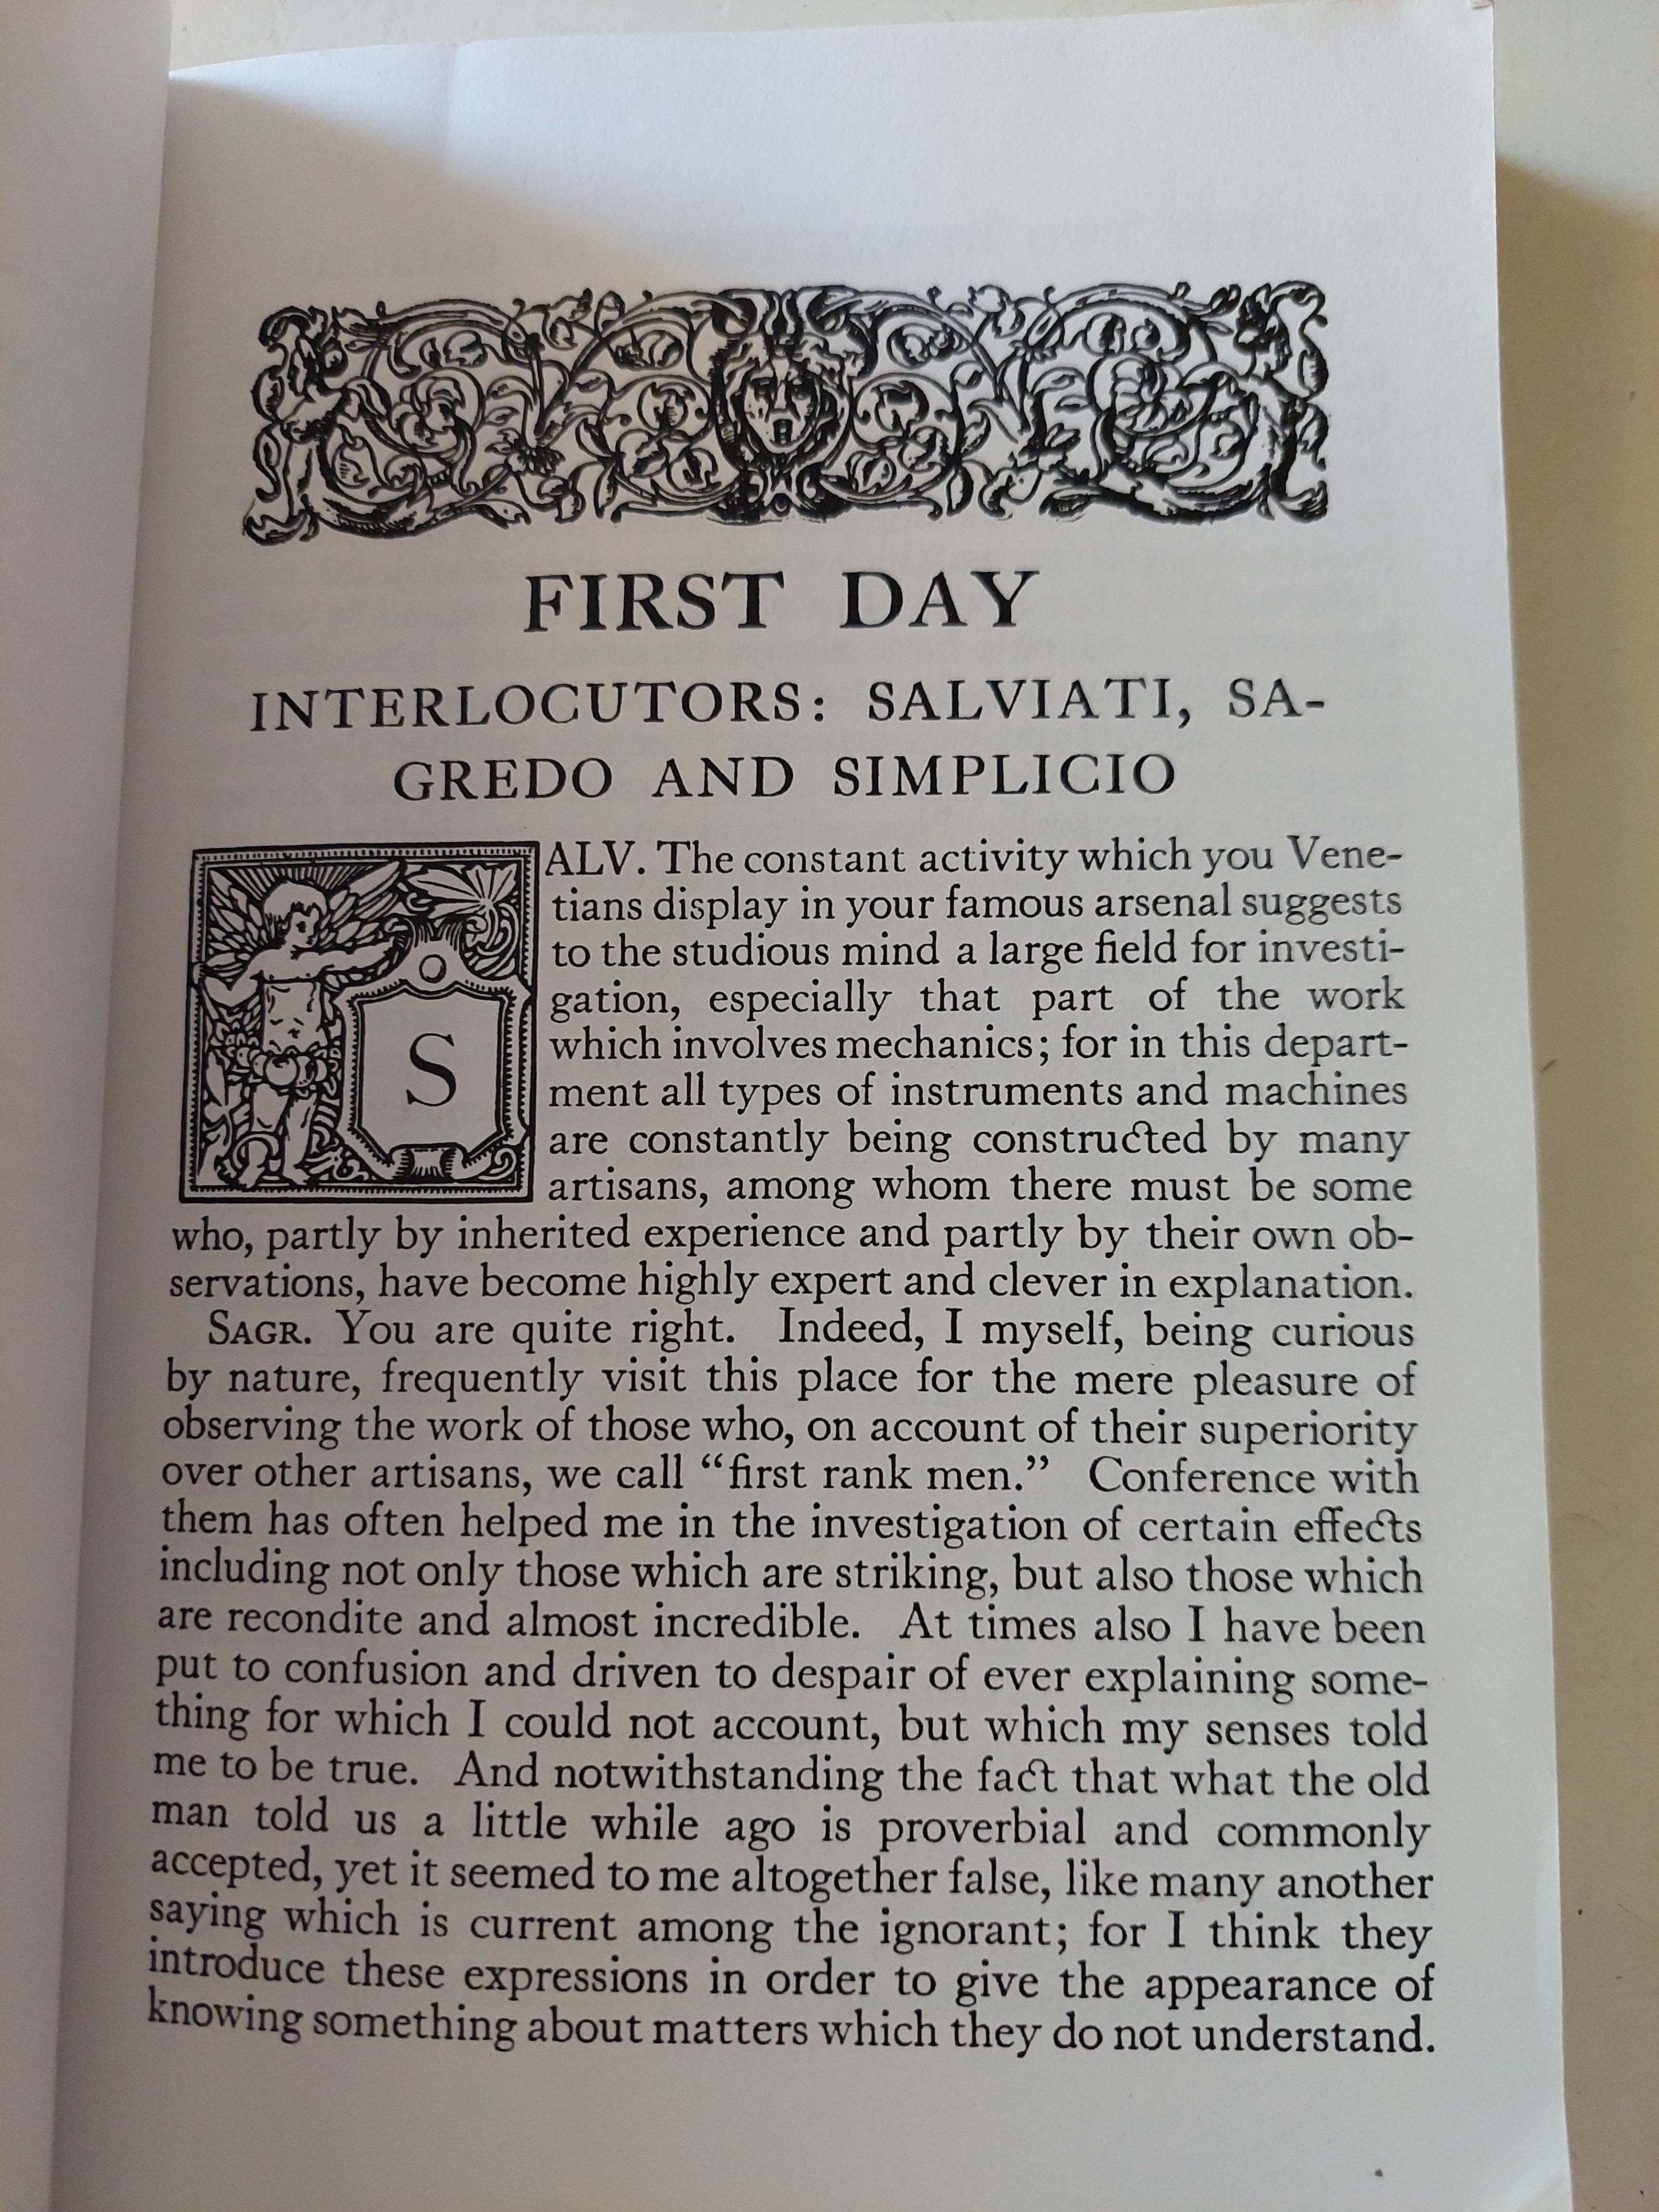 FIRST DAY
INTERLOCUTORS: SALVIATI, SA-
GREDO AND SIMPLICIO
SALV. The constant activity which you Vene-
tians display in your famous arsenal suggests
to the studious mind a large field for investi-
gation, especially that part of the work
which involves mechanics; for in this depart-
ment all types of instruments and machines
are constantly being constructed by many
artisans, among whom there must be some
who, partly by inherited experience and partly by their own ob-
servations, have become highly expert and clever in explanation.
SAGR. You are quite right. Indeed, I myself, being curious
by nature, frequently visit this place for the mere pleasure of
observing the work of those who, on account of their superiority
over other artisans, we call “first rank men.” Conference with
them has often helped me in the investigation of certain effects
including not only those which are striking, but also those which
are recondite and almost incredible. At times also I have been
put to confusion and driven to despair of ever explaining some-
thing for which I could not account, but which my senses told
me to be true. And notwithstanding the fact that what the old
man told us a little while ago is proverbial and commonly
accepted, yet it seemed to me altogether false, like many another
saying which is current among the ignorant; for I think they
introduce these expressions in order to give the appearance of
knowing something about matters which they do not understand.